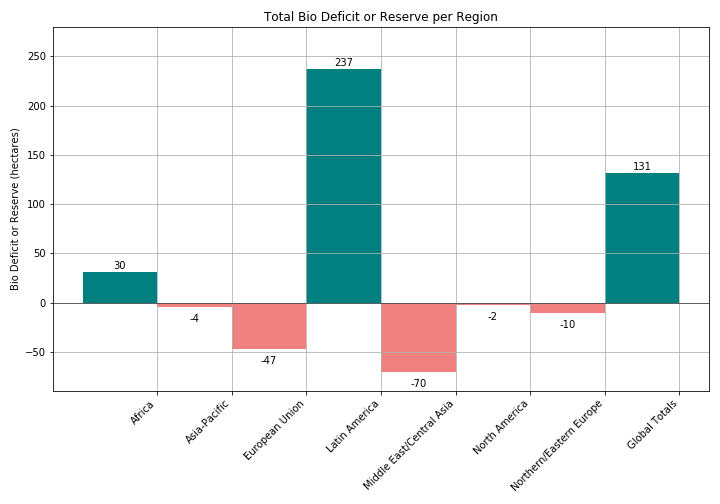 Total Bio Deficit or Reserve per Region
Bio Deficit or Reserve (hectares)
250
200
150
100
50
0
−50
30
-4
-47
237
-70
-2
-10
131
Africa
Asia-Pacific
European Union
Latin America
Middle East/Central Asia
North America
Northern/Eastern Europe
Global Totals